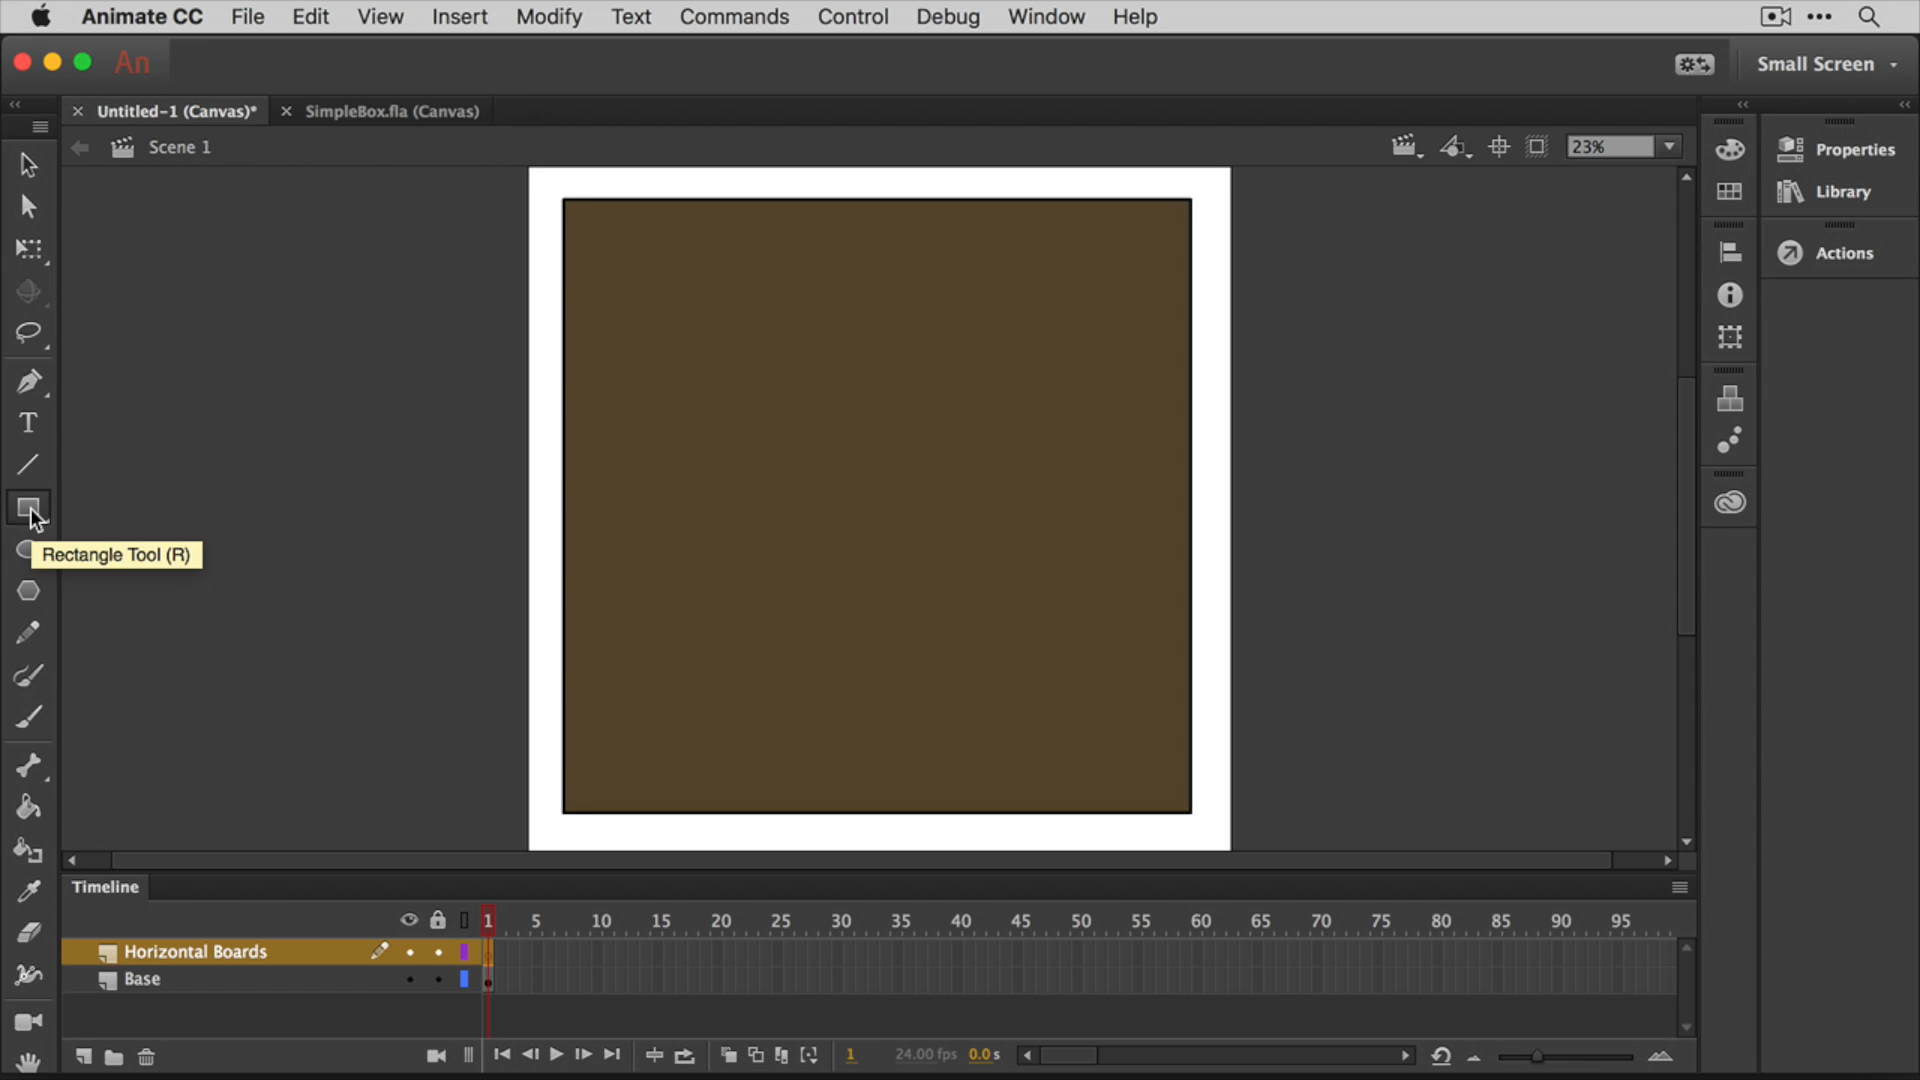 Animate CC File Edit View Insert Modify Text Commands Control Debug Window Help
An Small Screen
Untitled-1 (Canvas)* SimpleBox.fla (Canvas)
Scene 1 23%
Properties
Library
Actions
T
Rectangle Tool (R)
Timeline
1 5 10 15 20 25 30 35 40 45 50 55 60 65 70 75 80 85 90 95
Horizontal Boards
Base
1 24.00 fps 0.0 s